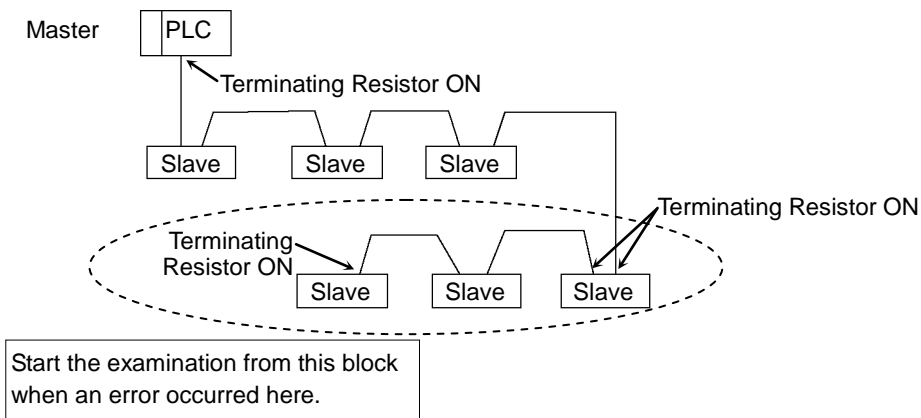 Master
PLC
Terminating Resistor ON
Slave
Slave
Slave
Terminating Resistor ON
Terminating
Resistor ON
Slave
Slave
Slave
Start the examination from this block
when an error occurred here.